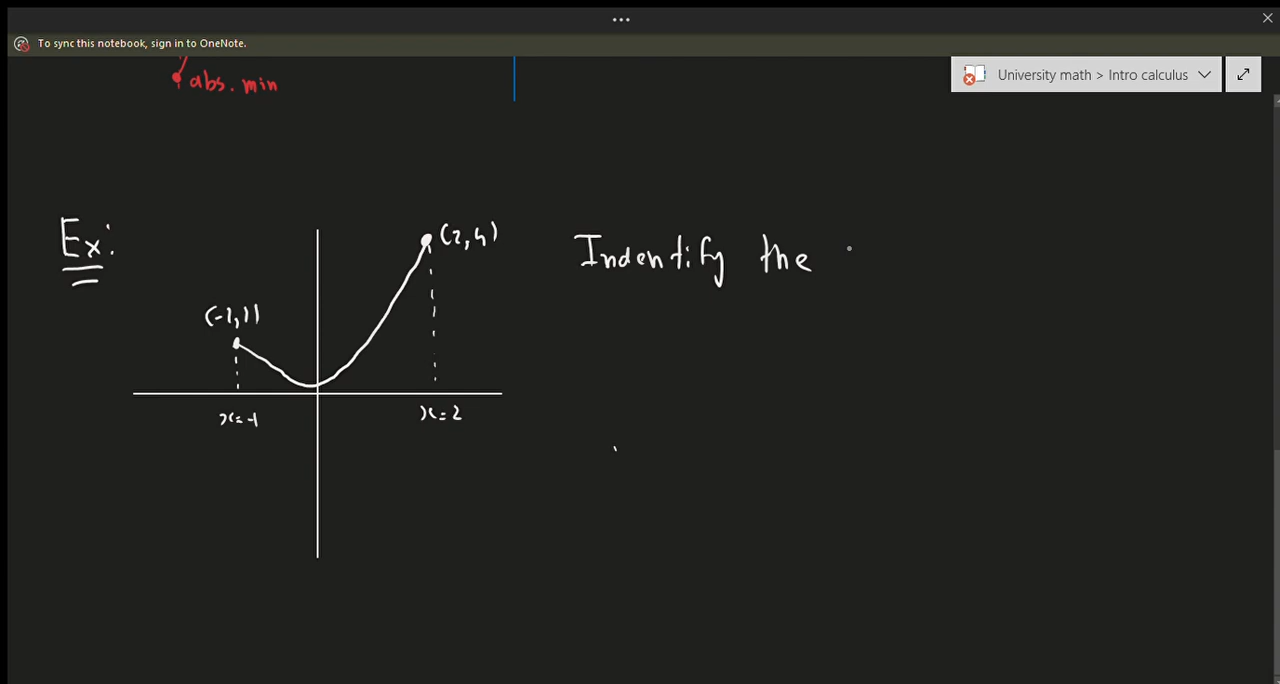 To sync this notebook, sign in to OneNote.
University math > Intro calculus
abs. min
Ex:
(2, 4)
Indentify the
(-1, 1)
x=-1
x=2